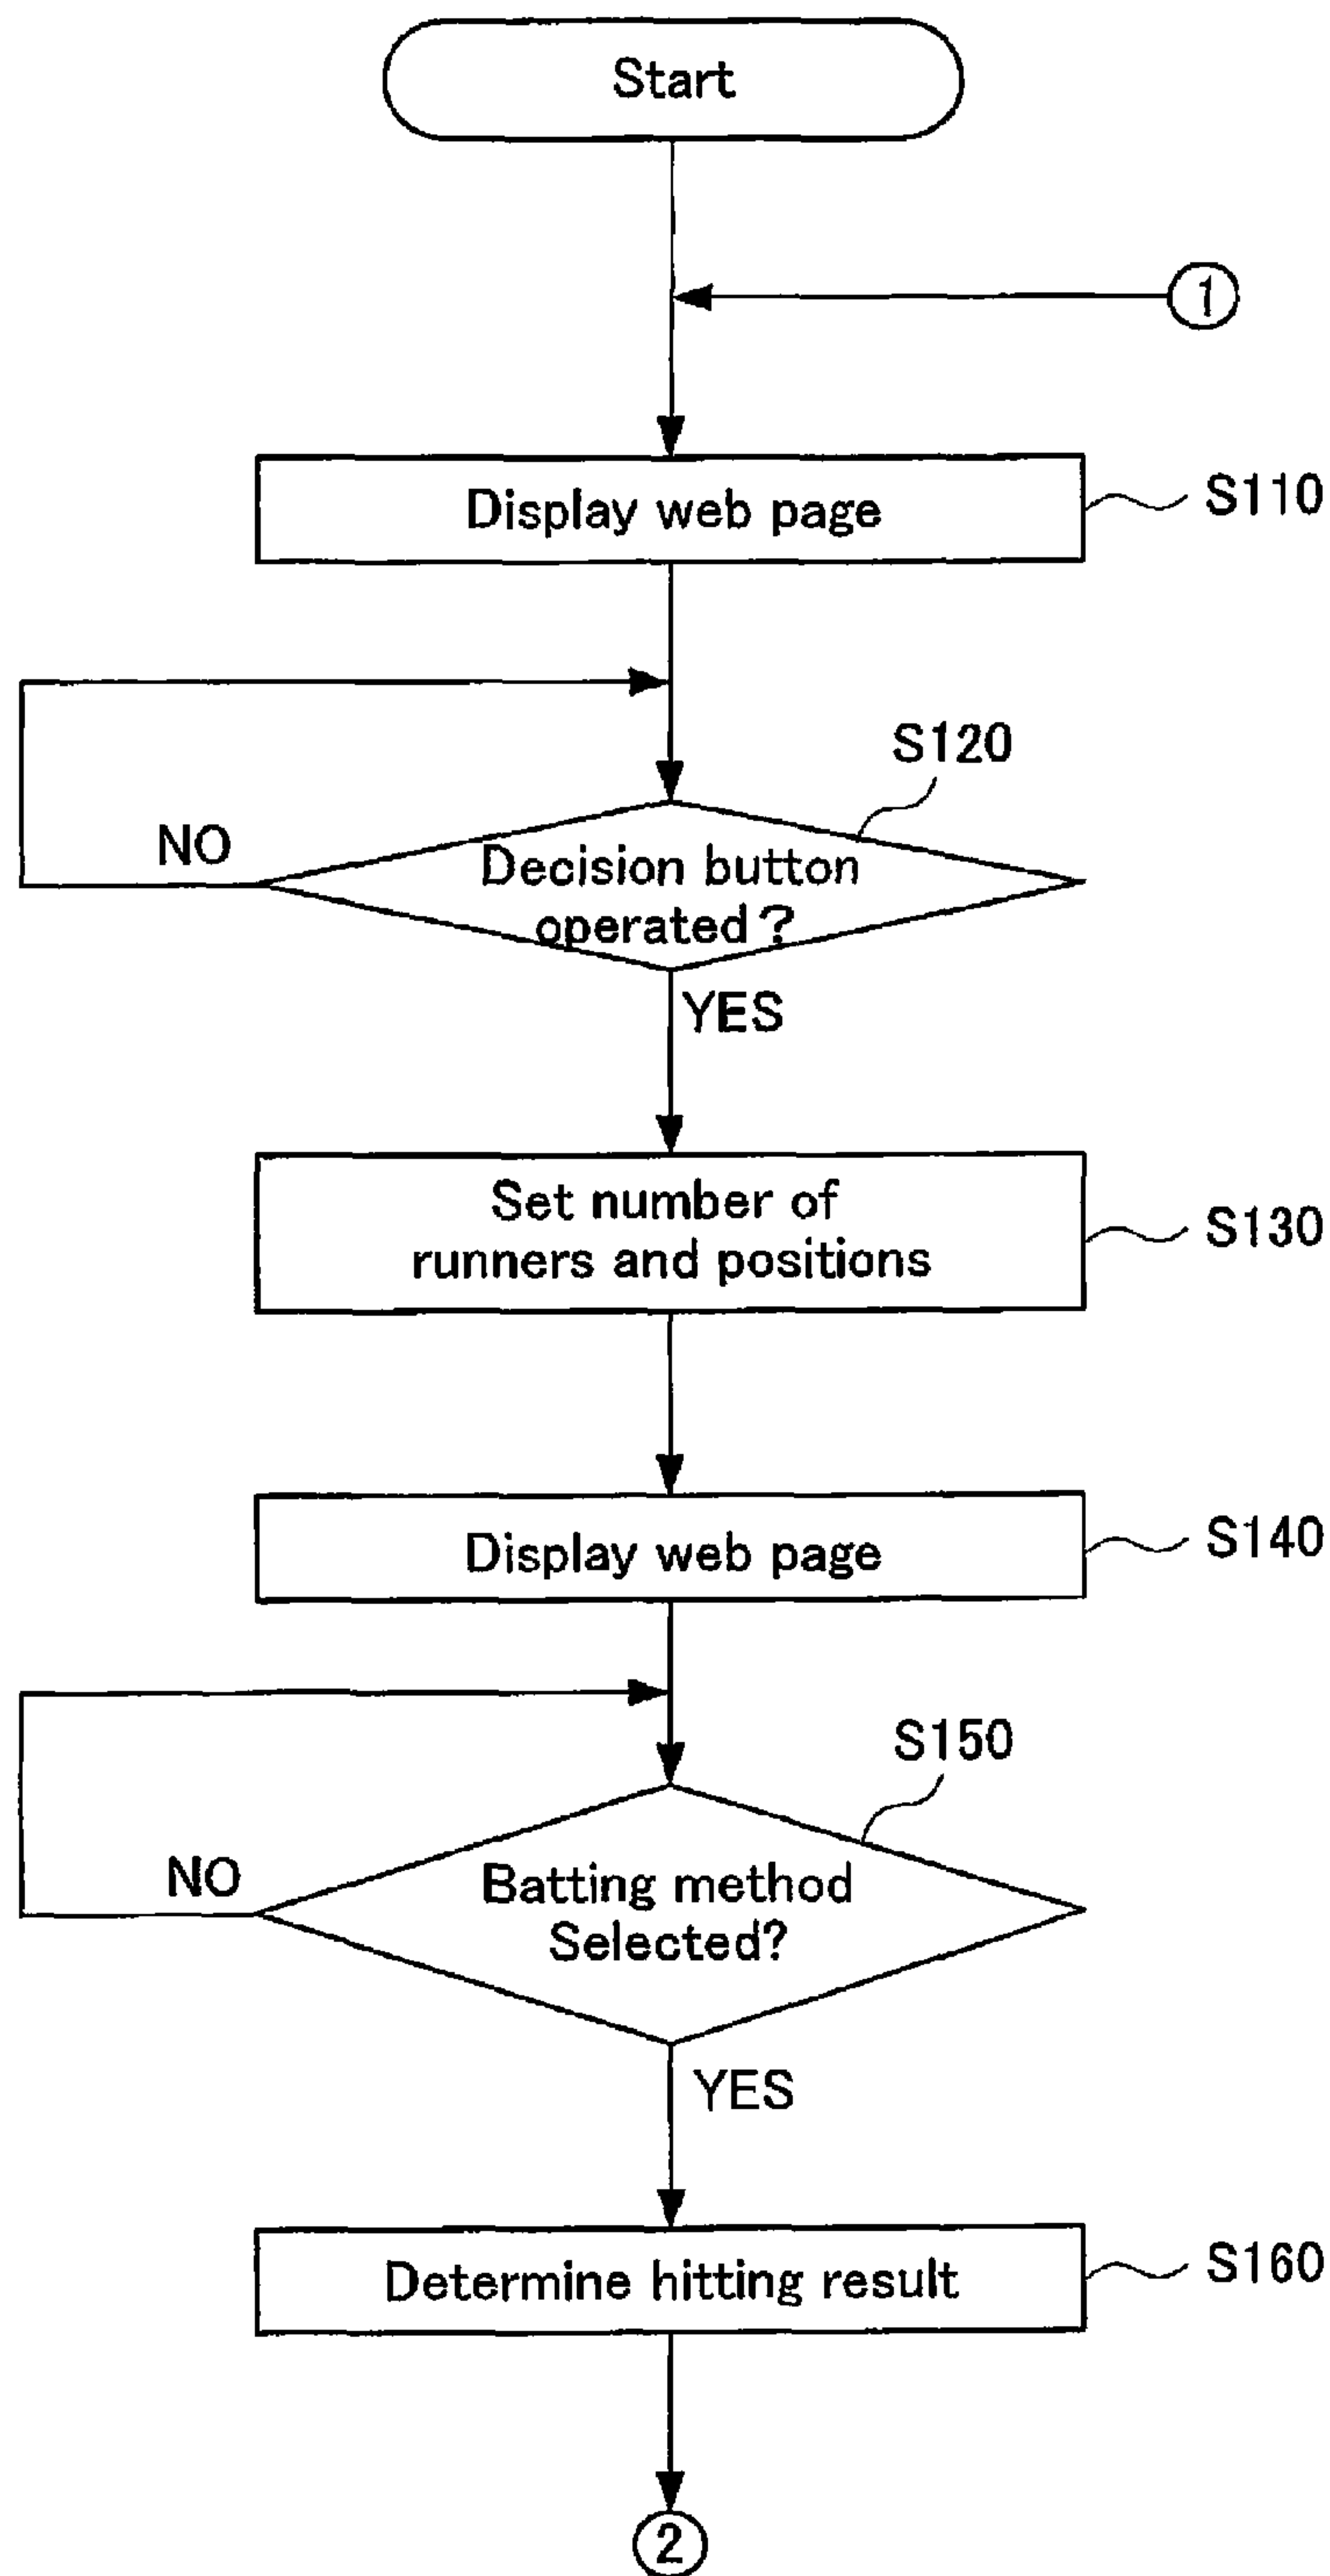 Start
1
Display web page
S110
S120
NO
Decision button
operated?
YES
Set number of
runners and positions
S130
Display web page
S140
S150
NO
Batting method
Selected?
YES
Determine hitting result
S160
2